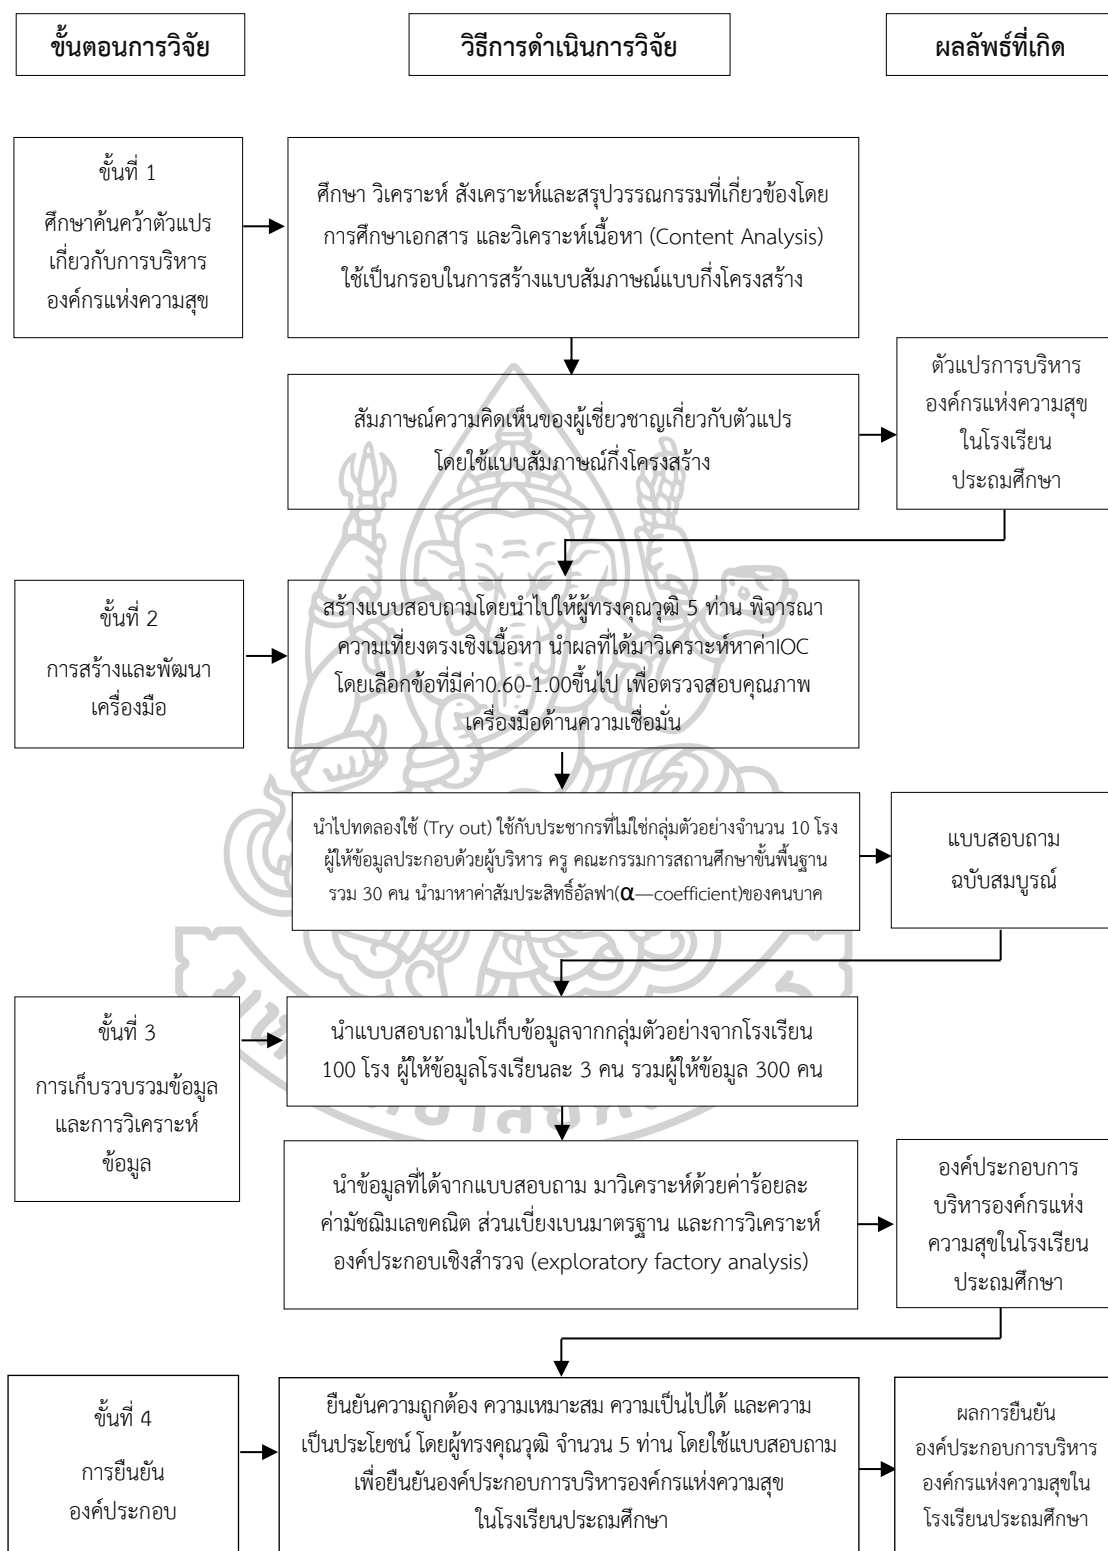 ขั้นตอนการวิจัย
วิธีการดำเนินการวิจัย
ผลลัพธ์ที่เกิด
ขั้นที่ 1
ศึกษาค้นคว้าตัวแปร
เกี่ยวกับการบริหาร
องค์กรแห่งความสุข
ศึกษา วิเคราะห์ สังเคราะห์และสรุปวรรณกรรมที่เกี่ยวข้องโดย
การศึกษาเอกสาร และวิเคราะห์เนื้อหา (Content Analysis)
ใช้เป็นกรอบในการสร้างแบบสัมภาษณ์แบบกึ่งโครงสร้าง
สัมภาษณ์ความคิดเห็นของผู้เชี่ยวชาญเกี่ยวกับตัวแปร
โดยใช้แบบสัมภาษณ์กึ่งโครงสร้าง
ตัวแปรการบริหาร
องค์กรแห่งความสุข
ในโรงเรียน
ประถมศึกษา
ขั้นที่ 2
การสร้างและพัฒนา
เครื่องมือ
สร้างแบบสอบถามโดยนำไปให้ผู้ทรงคุณวุฒิ 5 ท่าน พิจารณา
ความเที่ยงตรงเชิงเนื้อหา นำผลที่ได้มาวิเคราะห์หาค่าIOC
โดยเลือกข้อที่มีค่า0.60-1.00ขึ้นไป เพื่อตรวจสอบคุณภาพ
เครื่องมือด้านความเชื่อมั่น
นำไปทดลองใช้ (Try out) ใช้กับประชากรที่ไม่ใช่กลุ่มตัวอย่างจำนวน 10 โรง
ผู้ให้ข้อมูลประกอบด้วยผู้บริหาร ครู คณะกรรมการสถานศึกษาขั้นพื้นฐาน
รวม 30 คน นำมาหาค่าสัมประสิทธิ์อัลฟา(α—coefficient)ของคนบาค
แบบสอบถาม
ฉบับสมบูรณ์
ขั้นที่ 3
การเก็บรวบรวมข้อมูล
และการวิเคราะห์
ข้อมูล
นำแบบสอบถามไปเก็บข้อมูลจากกลุ่มตัวอย่างจากโรงเรียน
100 โรง ผู้ให้ข้อมูลโรงเรียนละ 3 คน รวมผู้ให้ข้อมูล 300 คน
นำข้อมูลที่ได้จากแบบสอบถาม มาวิเคราะห์ด้วยค่าร้อยละ
ค่ามัชฌิมเลขคณิต ส่วนเบี่ยงเบนมาตรฐาน และการวิเคราะห์
องค์ประกอบเชิงสำรวจ (exploratory factory analysis)
องค์ประกอบการ
บริหารองค์กรแห่ง
ความสุขในโรงเรียน
ประถมศึกษา
ขั้นที่ 4
การยืนยัน
องค์ประกอบ
ยืนยันความถูกต้อง ความเหมาะสม ความเป็นไปได้ และความ
เป็นประโยชน์ โดยผู้ทรงคุณวุฒิ จำนวน 5 ท่าน โดยใช้แบบสอบถาม
เพื่อยืนยันองค์ประกอบการบริหารองค์กรแห่งความสุข
ในโรงเรียนประถมศึกษา
ผลการยืนยัน
องค์ประกอบการบริหาร
องค์กรแห่งความสุขใน
โรงเรียนประถมศึกษา